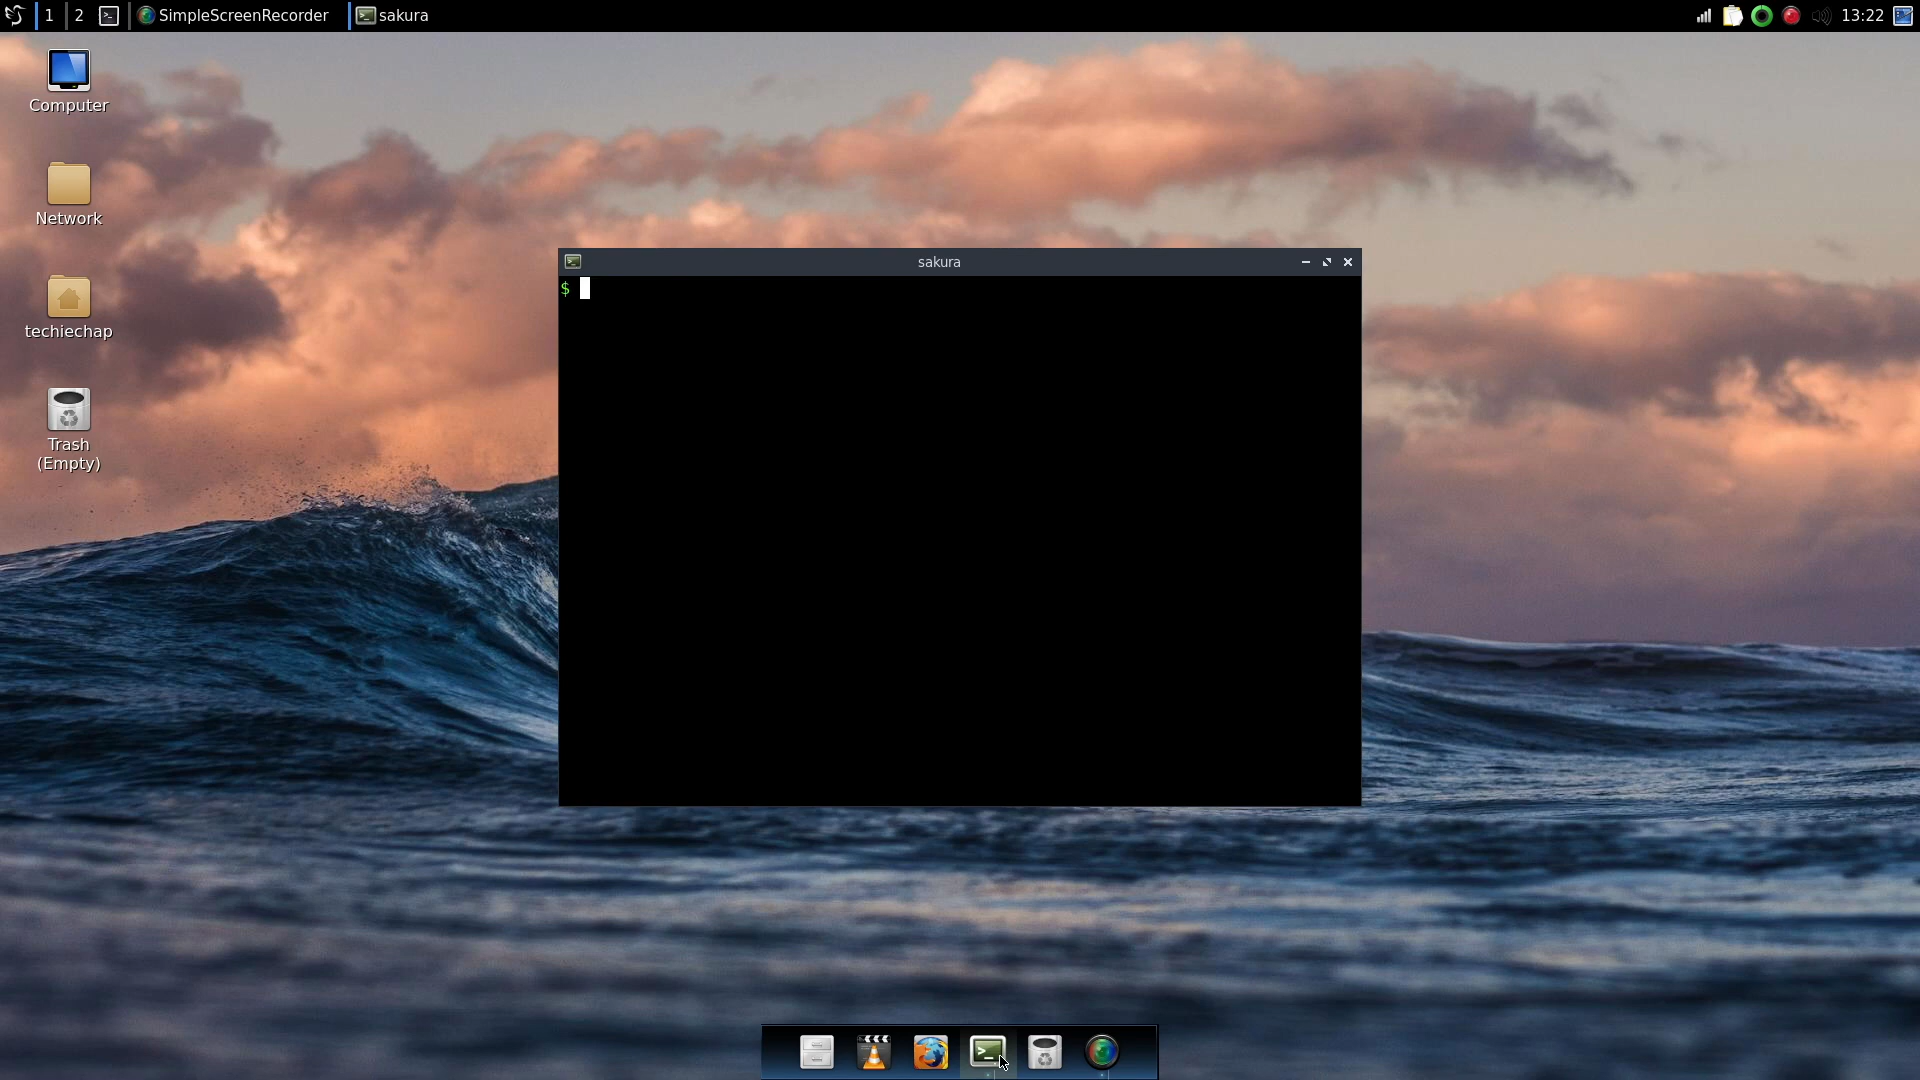 1 2 SimpleScreenRecorder sakura 13:22
Computer
Network
techiechap
Trash
(Empty)
sakura
$